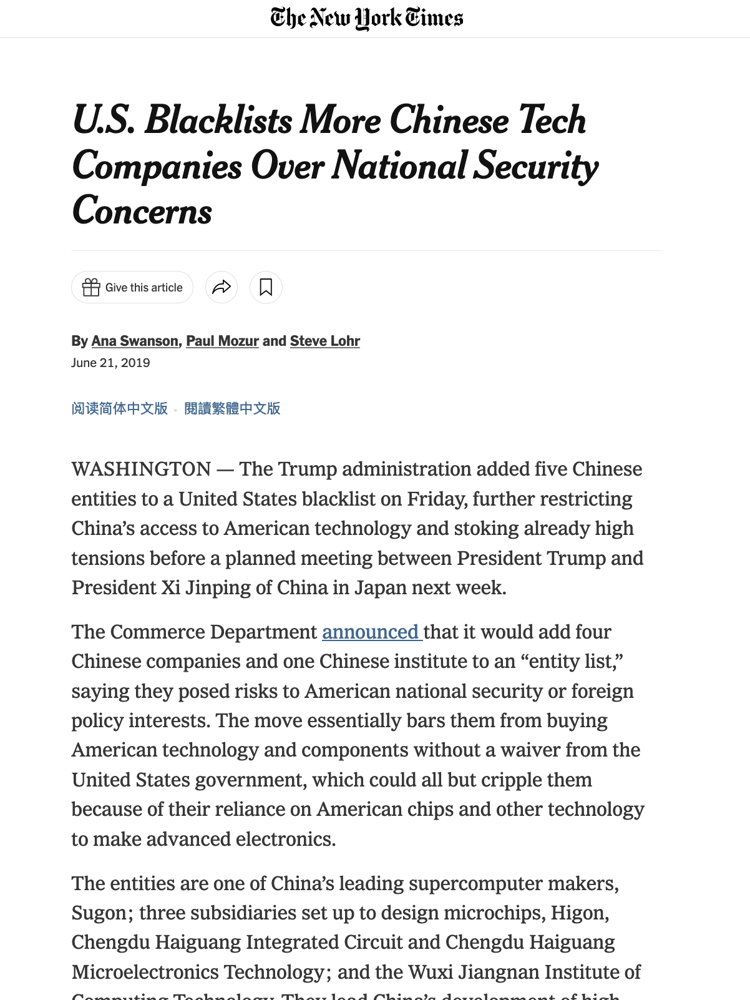 The New York Times
U.S. Blacklists More Chinese Tech
Companies Over National Security
Concerns
Give this article
By Ana Swanson, Paul Mozur and Steve Lohr
June 21, 2019
阅读简体中文版 • 閱讀繁體中文版
WASHINGTON — The Trump administration added five Chinese
entities to a United States blacklist on Friday, further restricting
China’s access to American technology and stoking already high
tensions before a planned meeting between President Trump and
President Xi Jinping of China in Japan next week.
The Commerce Department announced that it would add four
Chinese companies and one Chinese institute to an “entity list,”
saying they posed risks to American national security or foreign
policy interests. The move essentially bars them from buying
American technology and components without a waiver from the
United States government, which could all but cripple them
because of their reliance on American chips and other technology
to make advanced electronics.
The entities are one of China’s leading supercomputer makers,
Sugon; three subsidiaries set up to design microchips, Higon,
Chengdu Haiguang Integrated Circuit and Chengdu Haiguang
Microelectronics Technology; and the Wuxi Jiangnan Institute of
Computing Technology. They lead China’s development of high